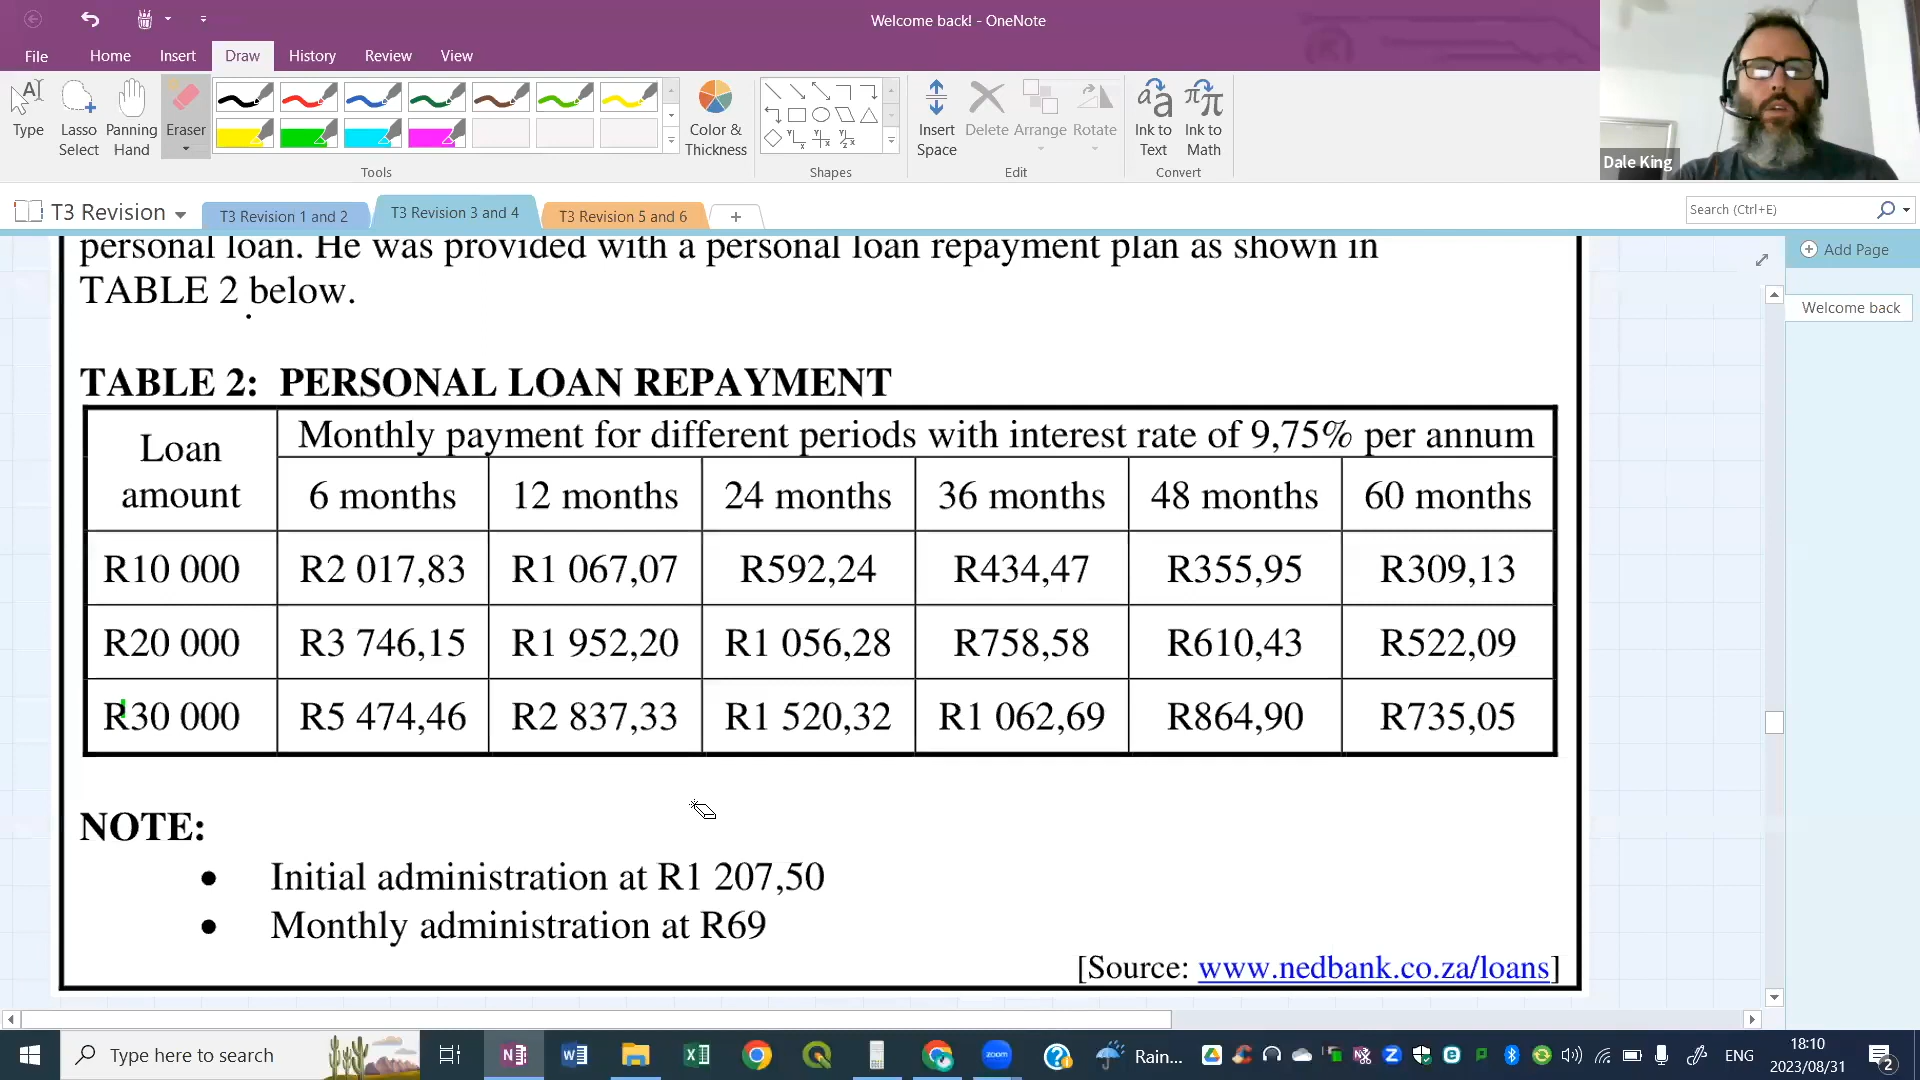 Welcome back! - OneNote
File Home Insert Draw History Review View
Type
Lasso Select
Panning Hand
Eraser
Color & Thickness
Insert Space
Delete
Arrange
Rotate
Ink to Text
Ink to Math
Tools
Shapes
Edit
Convert
Dale King
T3 Revision
T3 Revision 1 and 2
T3 Revision 3 and 4
T3 Revision 5 and 6
Search (Ctrl+E)
Add Page
Welcome back
personal loan. He was provided with a personal loan repayment plan as shown in
TABLE 2 below.
TABLE 2: PERSONAL LOAN REPAYMENT
Loan amount
Monthly payment for different periods with interest rate of 9,75% per annum
6 months 12 months 24 months 36 months 48 months 60 months
R10 000 R2 017,83 R1 067,07 R592,24 R434,47 R355,95 R309,13
R20 000 R3 746,15 R1 952,20 R1 056,28 R758,58 R610,43 R522,09
R30 000 R5 474,46 R2 837,33 R1 520,32 R1 062,69 R864,90 R735,05
NOTE:
• Initial administration at R1 207,50
• Monthly administration at R69
[Source: www.nedbank.co.za/loans]
Type here to search
zoom
Rain...
ENG
18:10
2023/08/31
2